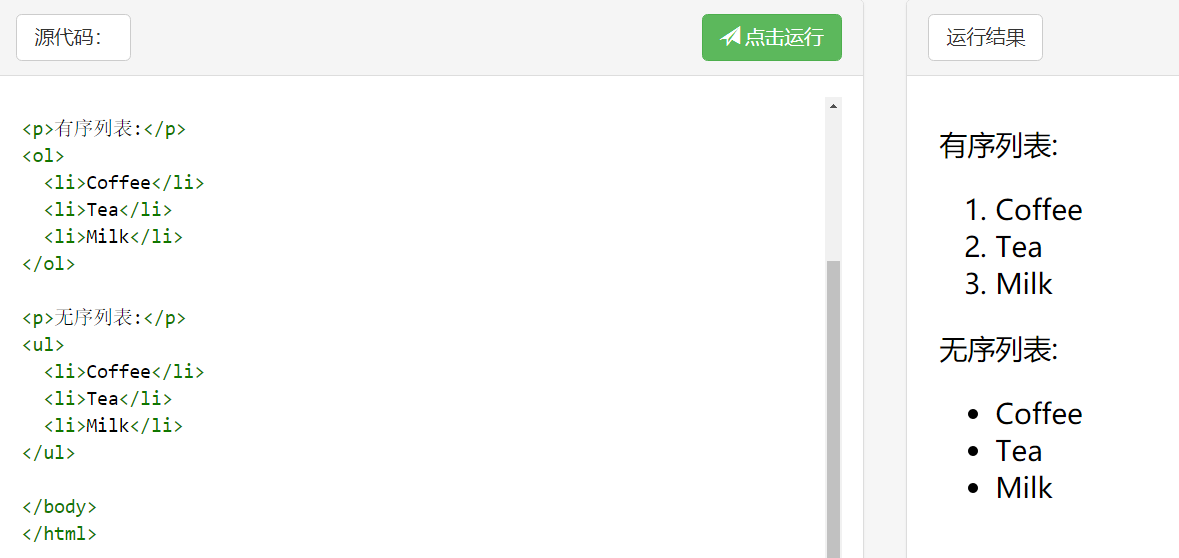 源代码：
点击运行
<p>有序列表:</p>
<ol>
  <li>Coffee</li>
  <li>Tea</li>
  <li>Milk</li>
</ol>
<p>无序列表:</p>
<ul>
  <li>Coffee</li>
  <li>Tea</li>
  <li>Milk</li>
</ul>
</body>
</html>
运行结果
有序列表:
1. Coffee
2. Tea
3. Milk
无序列表:
• Coffee
• Tea
• Milk